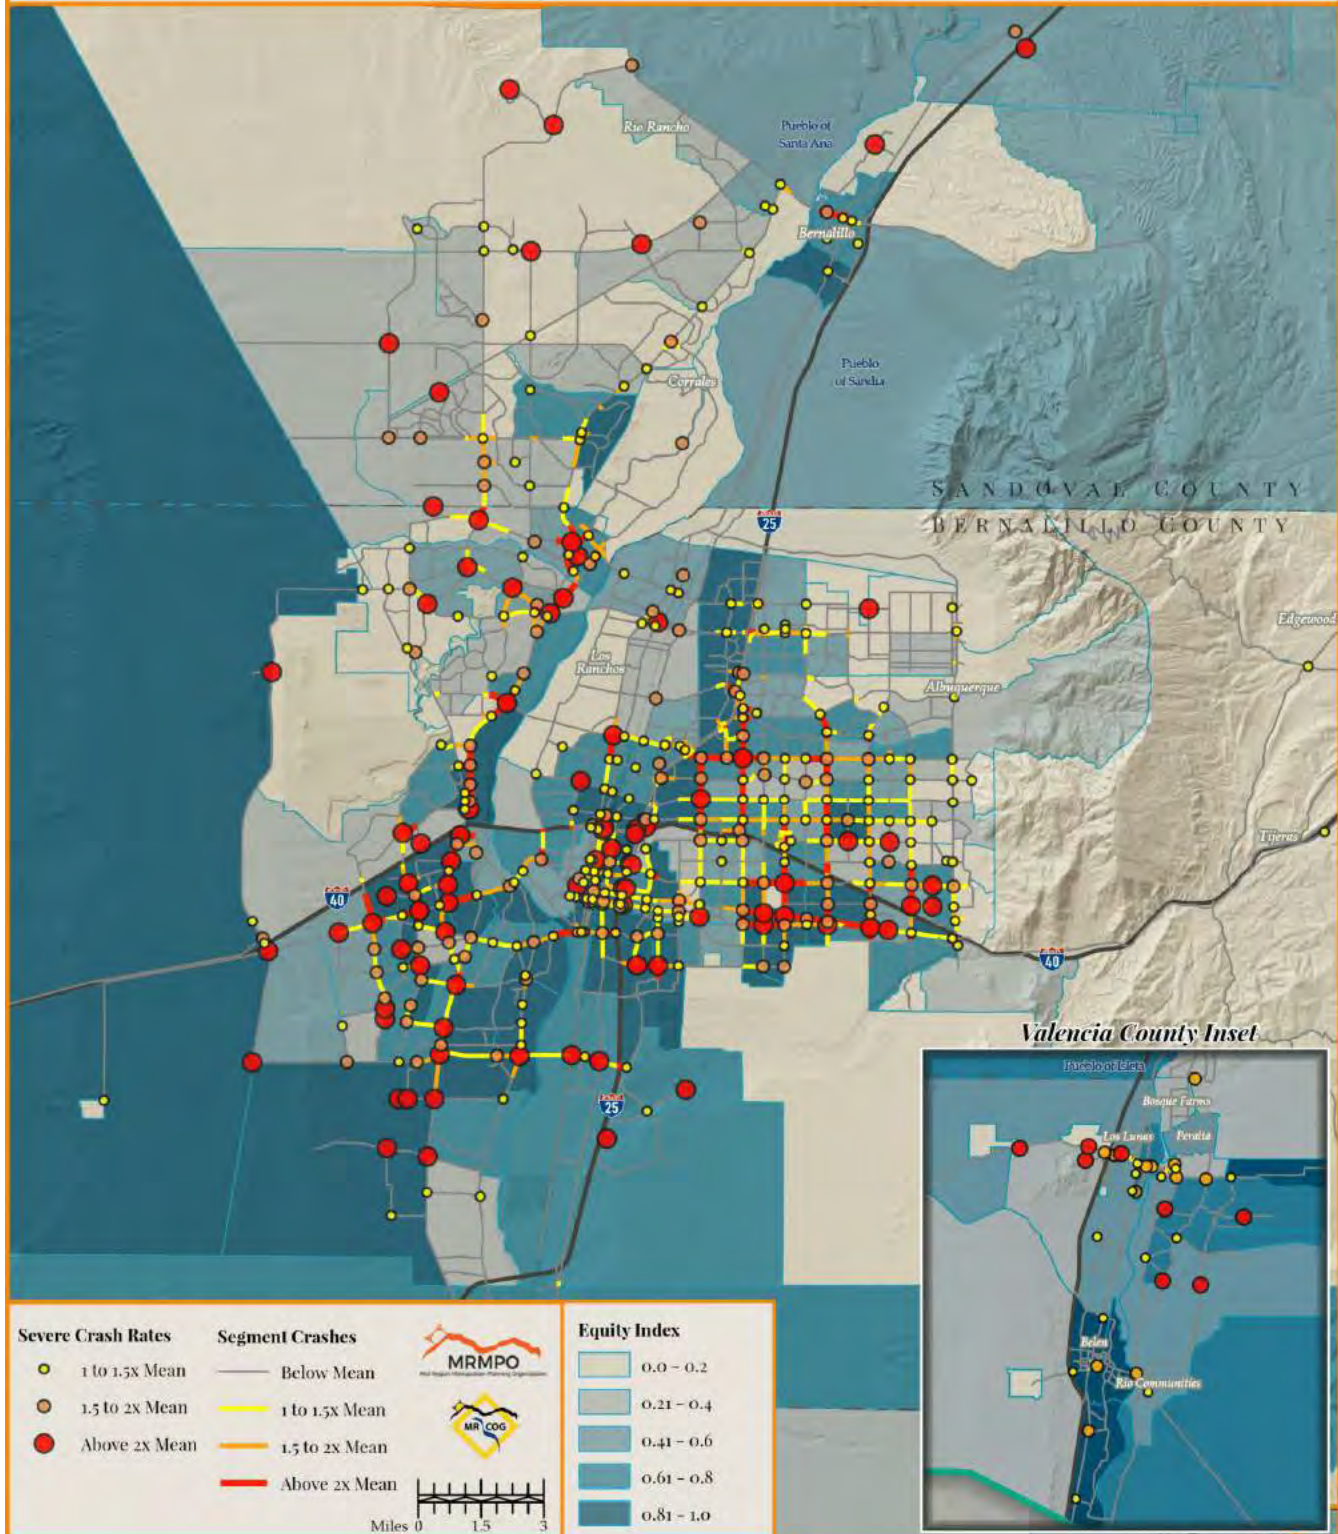 Rio Rancho
Pueblo of
Santa Ana
Bernalillo
Pueblo
of Sandia
Corrales
SANDOVAL COUNTY
BERNALILLO COUNTY
25
Edgewood
Los
Ranchos
Albuquerque
Tijeras
40
40
25
Valencia County Inset
Pueblo of Isleta
Bosque Farms
Los Lunas
Peralta
Belen
Rio Communities
Severe Crash Rates
1 to 1.5x Mean
1.5 to 2x Mean
Above 2x Mean
Segment Crashes
Below Mean
1 to 1.5x Mean
1.5 to 2x Mean
Above 2x Mean
MRMPO
Mid-Region Metropolitan Planning Organization
MR COG
Miles 0 1.5 3
Equity Index
0.0 - 0.2
0.21 - 0.4
0.41 - 0.6
0.61 - 0.8
0.81 - 1.0